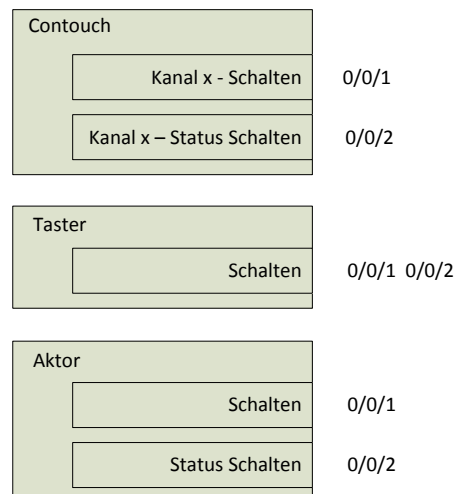 Contouch
Kanal x - Schalten 0/0/1
Kanal x – Status Schalten 0/0/2
Taster
Schalten 0/0/1 0/0/2
Aktor
Schalten 0/0/1
Status Schalten 0/0/2